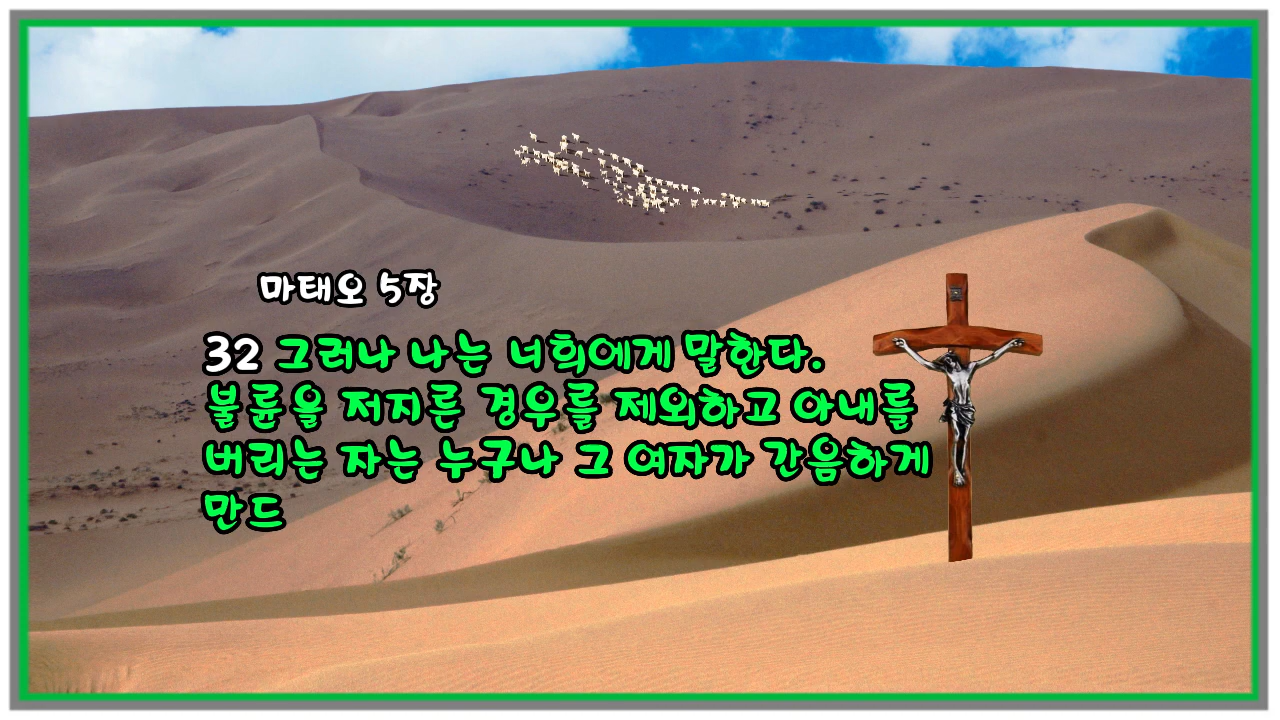 마태오 5장
32 그러나 나는 너희에게 말한다.
불륜을 저지른 경우를 제외하고 아내를
버리는 자는 누구나 그 여자가 간음하게
만드